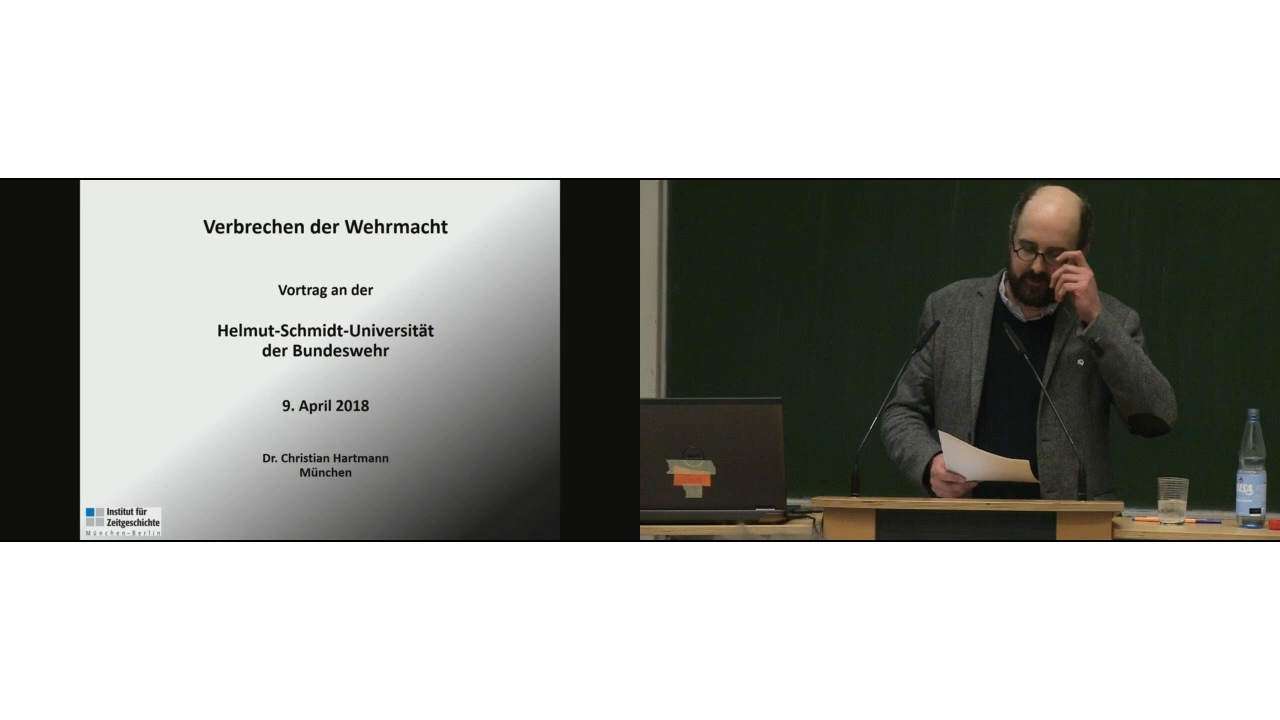 Verbrechen der Wehrmacht
Vortrag an der
Helmut-Schmidt-Universität
der Bundeswehr
9. April 2018
Dr. Christian Hartmann
München
Institut für
Zeitgeschichte
München-Berlin